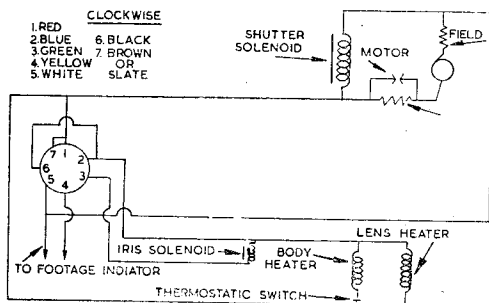 CLOCKWISE
1.RED
2.BLUE
3.GREEN
4.YELLOW
5.WHITE
6.BLACK
7.BROWN
OR
SLATE
SHUTTER
SOLENOID
MOTOR
FIELD
7
1
2
6
5
4
3
IRIS SOLENOID
BODY
HEATER
LENS HEATER
TO FOOTAGE INDIATOR
THERMOSTATIC SWITCH